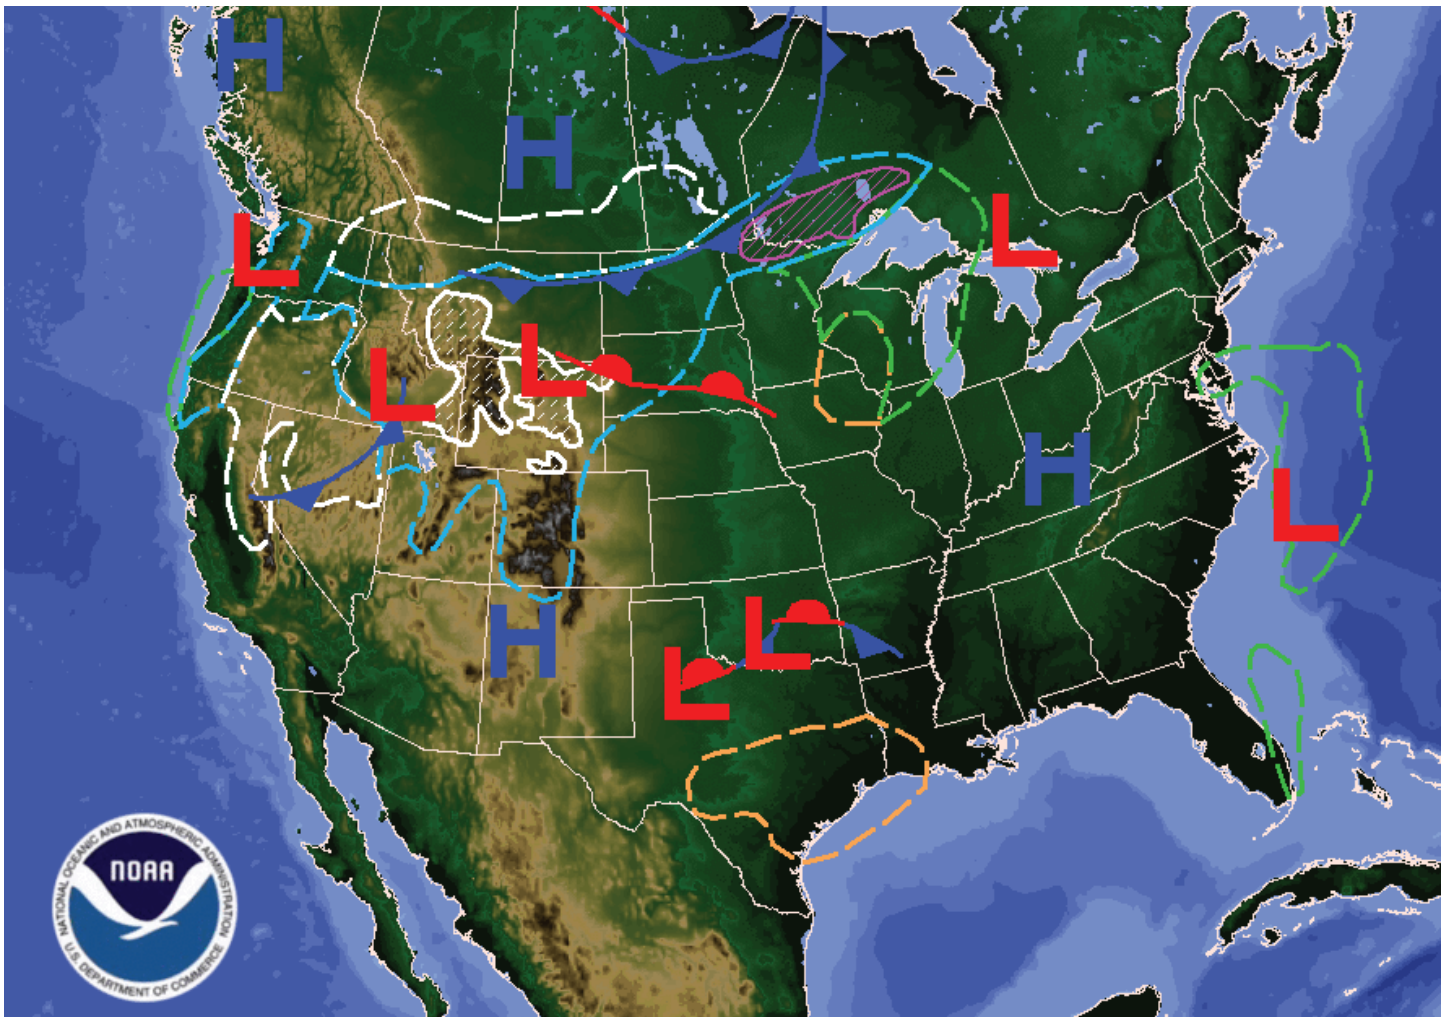 H
H
L
L
L
L
H
L
H
L
L
NOAA
NATIONAL OCEANIC AND ATMOSPHERIC ADMINISTRATION
U.S. DEPARTMENT OF COMMERCE